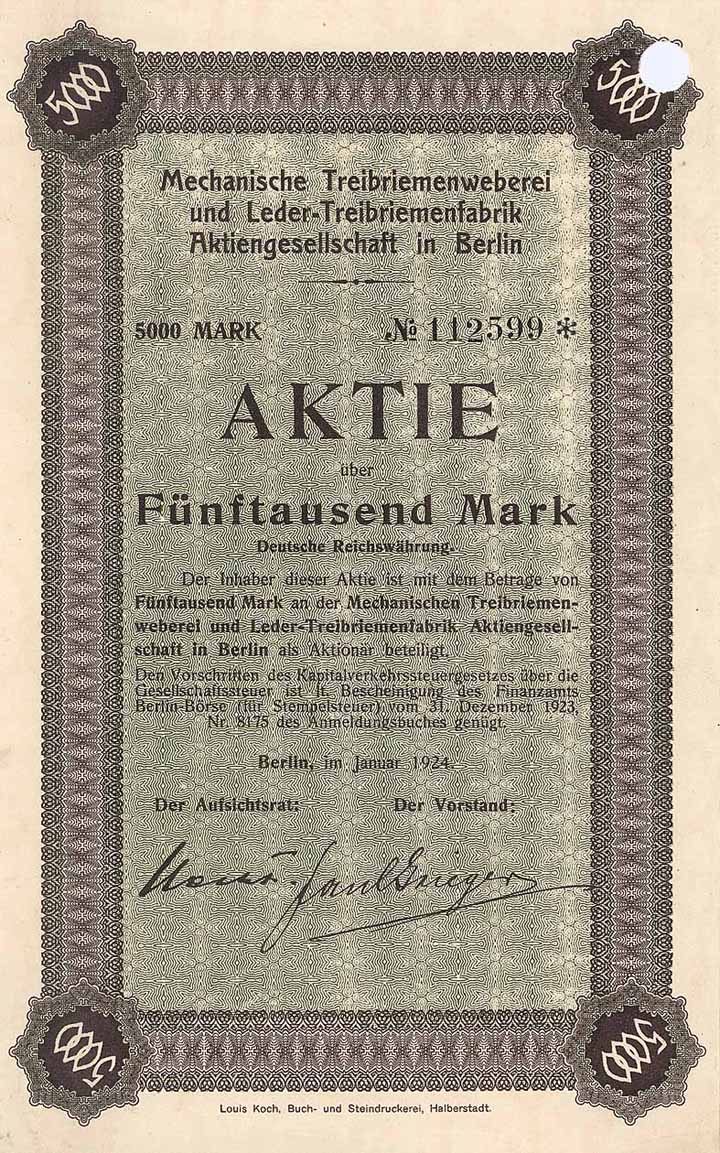 5000 5000
Mechanische Treibriemenweberei
und Leder-Treibriemenfabrik
Aktiengesellschaft in Berlin
5000 MARK № 112599 *
AKTIE
über
Fünftausend Mark
Deutsche Reichswährung.
Der Inhaber dieser Aktie ist mit dem Betrage von
Fünftausend Mark an der Mechanischen Treibriemen-
weberei und Leder-Treibriemenfabrik Aktiengesell-
schaft in Berlin als Aktionär beteiligt.
Den Vorschriften des Kapitalverkehrssteuergesetzes über die
Gesellschaftssteuer ist lt. Bescheinigung des Finanzamts
Berlin-Börse (für Stempelsteuer) vom 31. Dezember 1923,
Nr. 8175 des Anmeldungsbuches genügt.
Berlin, im Januar 1924.
Der Aufsichtsrat: Der Vorstand:
Paul
5000 5000
Louis Koch, Buch- und Steindruckerei, Halberstadt.